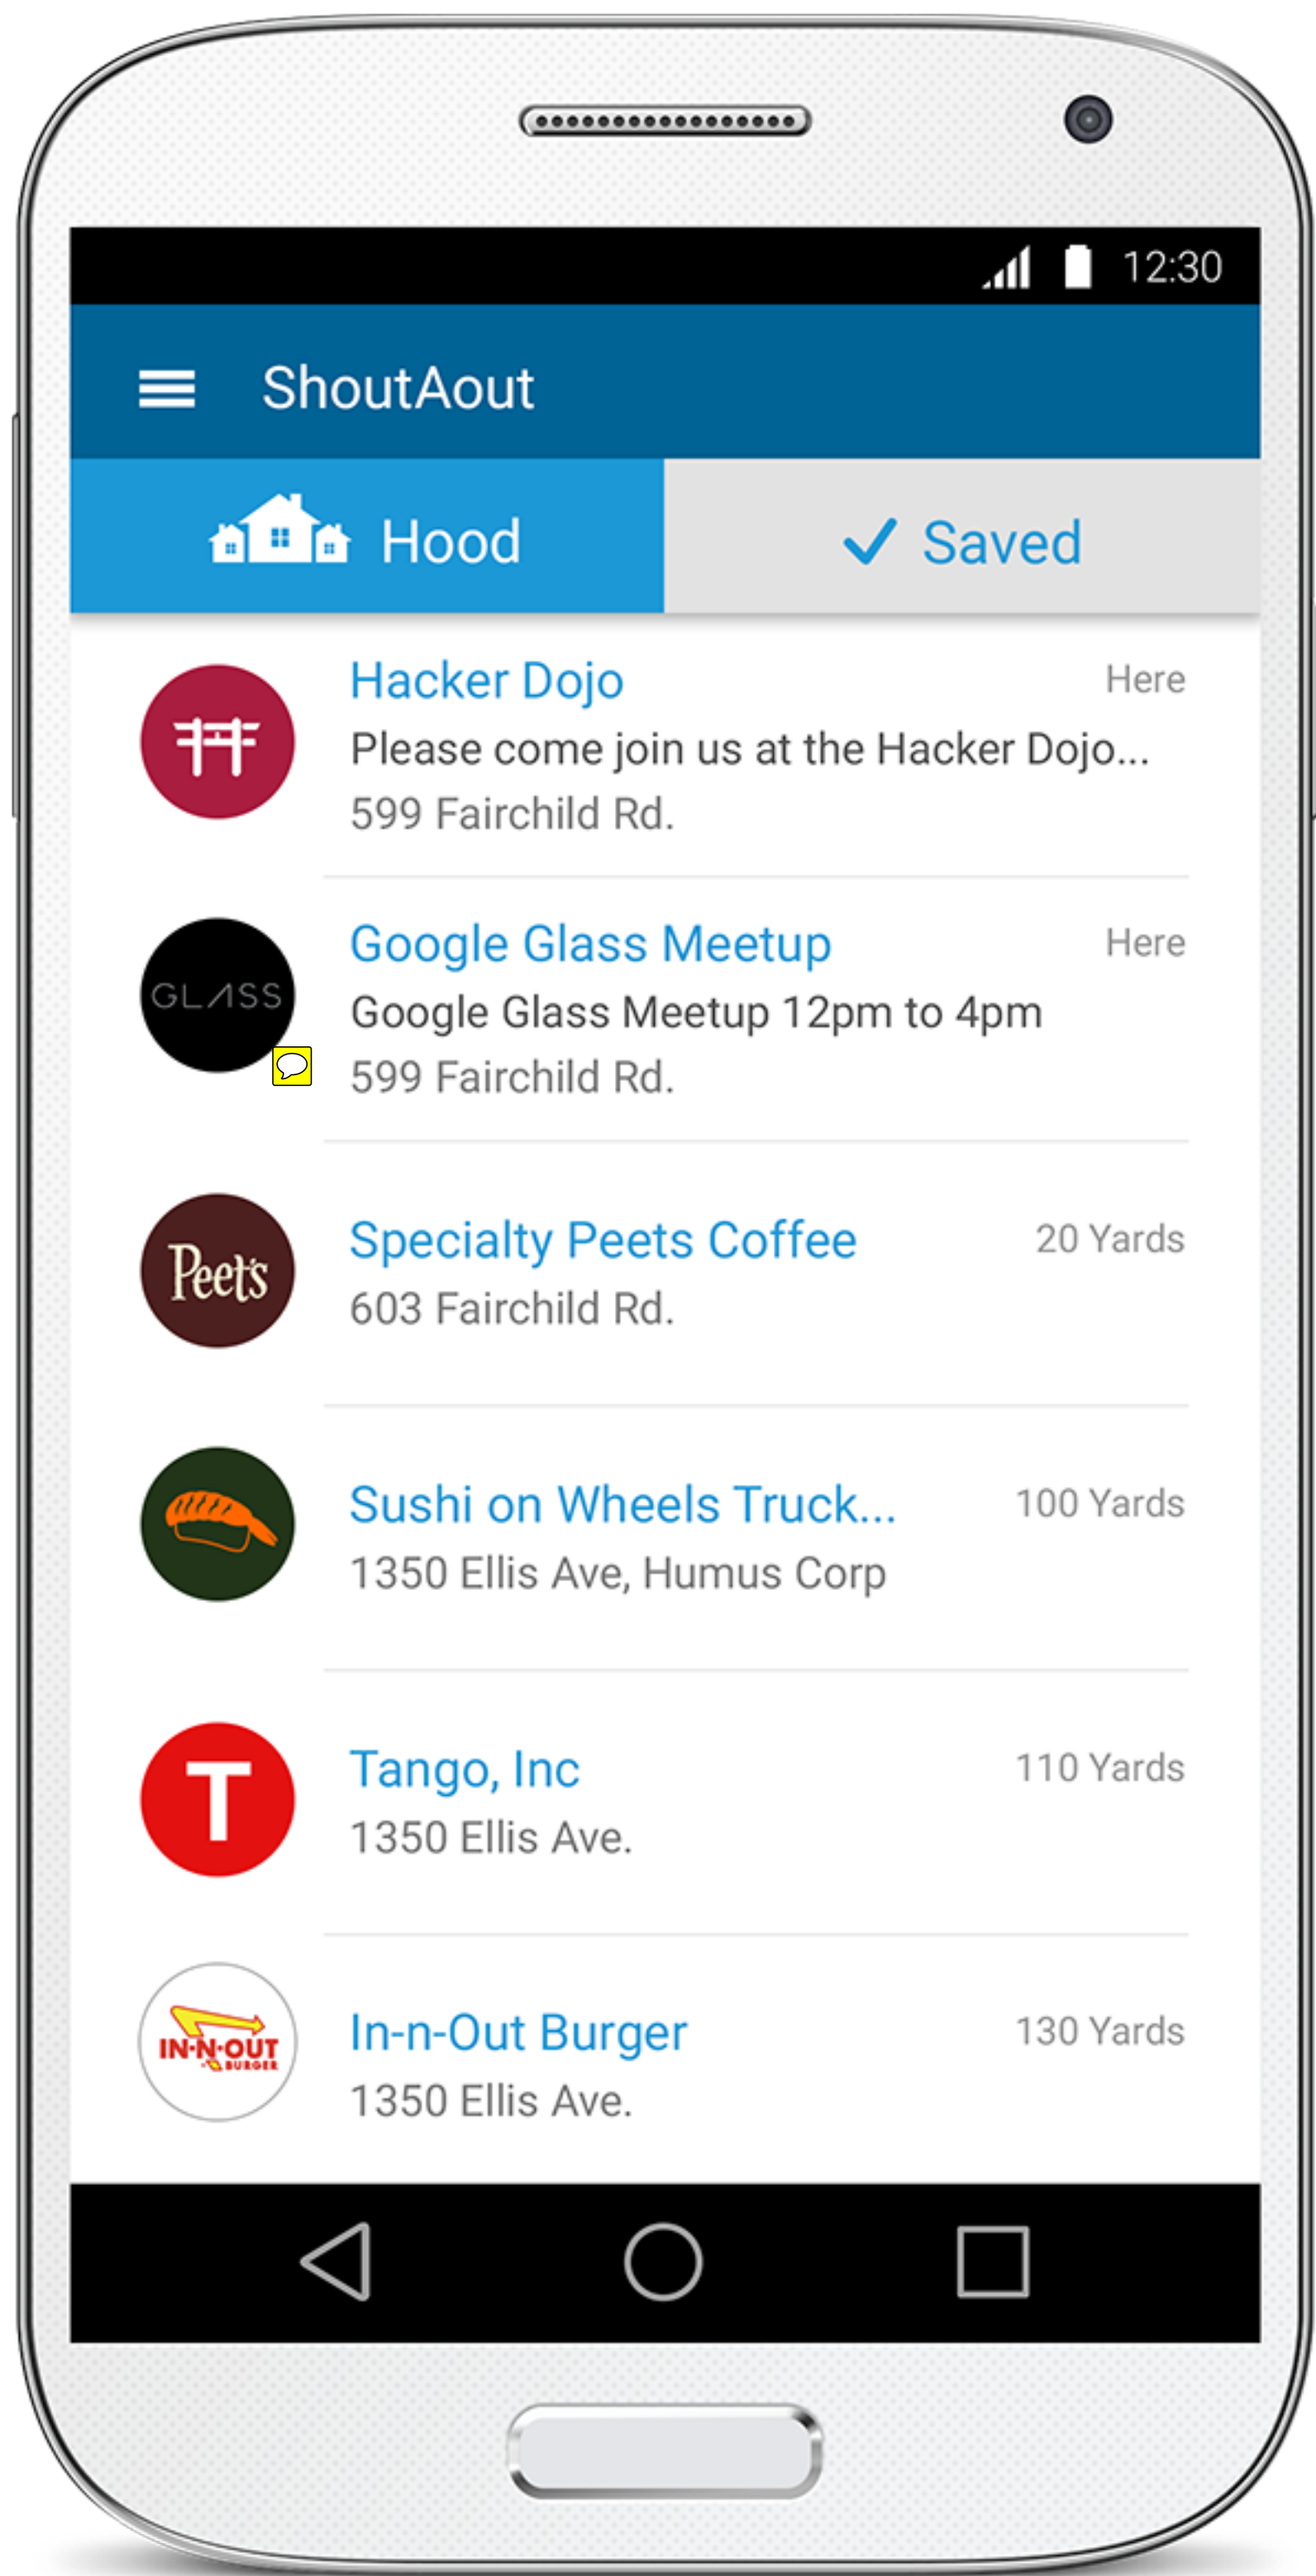 12:30
ShoutAout
Hood
Saved
Hacker Dojo
Here
Please come join us at the Hacker Dojo...
599 Fairchild Rd.
GLASS
Google Glass Meetup
Here
Google Glass Meetup 12pm to 4pm
599 Fairchild Rd.
Peet's
Specialty Peets Coffee
20 Yards
603 Fairchild Rd.
Sushi on Wheels Truck...
100 Yards
1350 Ellis Ave, Humus Corp
T
Tango, Inc
110 Yards
1350 Ellis Ave.
IN-N-OUT
BURGER
In-n-Out Burger
130 Yards
1350 Ellis Ave.